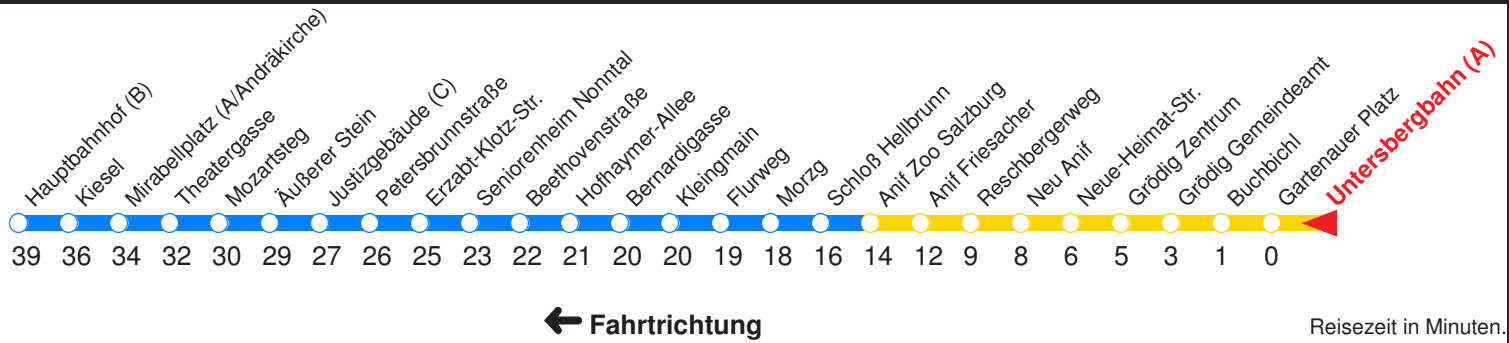 Hauptbahnhof (B)
Kiesel
Mirabellplatz (A/Andräkirche)
Theatergasse
Mozartsteg
Äußerer Stein
Justizgebäude (C)
Petersbrunnstraße
Erzabt-Klotz-Str.
Seniorenheim Nonntal
Beethovenstraße
Hofhaymer-Allee
Bernardigasse
Kleingmain
Flurweg
Morzg
Schloß Hellbrunn
Anif Zoo Salzburg
Anif Friesacher
Reschbergerweg
Neu Anif
Neue-Heimat-Str.
Grödig Zentrum
Grödig Gemeindeamt
Buchbichl
Gartenauer Platz
Untersbergbahn (A)
39 36 34 32 30 29 27 26 25 23 22 21 20 20 19 18 16 14 12 9 8 6 5 3 1 0
Fahrtrichtung
Reisezeit in Minuten.